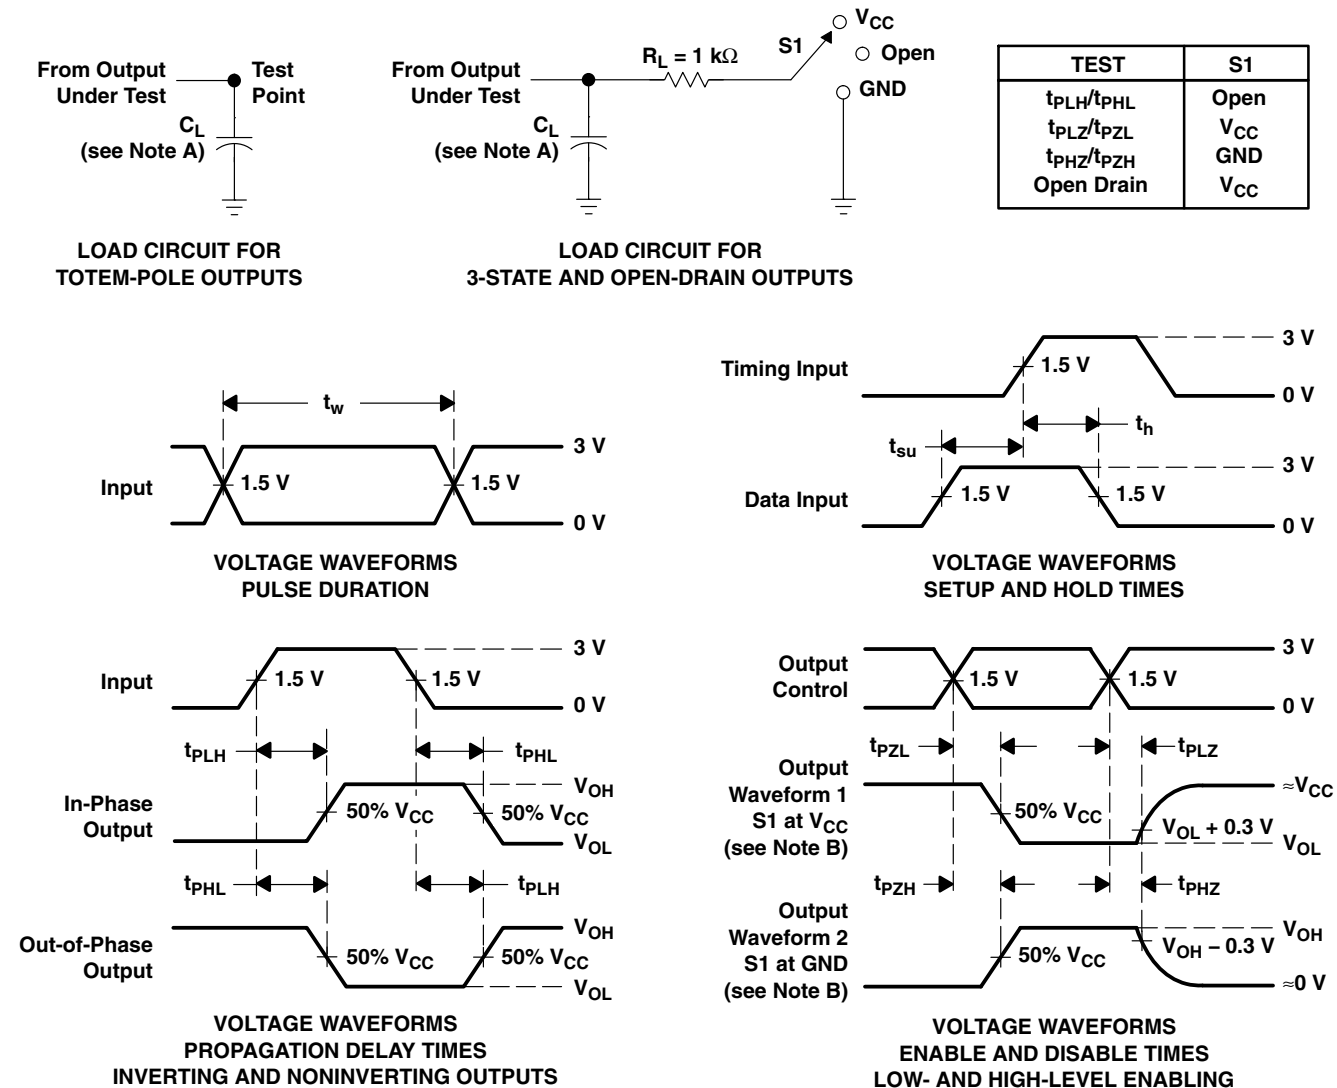 From Output
Under Test
Test
Point
C_L
(see Note A)
LOAD CIRCUIT FOR
TOTEM-POLE OUTPUTS
From Output
Under Test
R_L = 1 kΩ
S1
V_CC
Open
GND
C_L
(see Note A)
LOAD CIRCUIT FOR
3-STATE AND OPEN-DRAIN OUTPUTS
TEST S1
t_PLH/t_PHL Open
t_PLZ/t_PZL V_CC
t_PHZ/t_PZH GND
Open Drain V_CC
t_w
Input
1.5 V
1.5 V
3 V
0 V
VOLTAGE WAVEFORMS
PULSE DURATION
Timing Input
1.5 V
3 V
0 V
t_su
t_h
Data Input
1.5 V
1.5 V
3 V
0 V
VOLTAGE WAVEFORMS
SETUP AND HOLD TIMES
Input
1.5 V
1.5 V
3 V
0 V
t_PLH
t_PHL
In-Phase
Output
50% V_CC
50% V_CC
V_OH
V_OL
t_PHL
t_PLH
Out-of-Phase
Output
50% V_CC
50% V_CC
V_OH
V_OL
VOLTAGE WAVEFORMS
PROPAGATION DELAY TIMES
INVERTING AND NONINVERTING OUTPUTS
Output
Control
1.5 V
1.5 V
3 V
0 V
t_PZL
t_PLZ
Output
Waveform 1
S1 at V_CC
(see Note B)
50% V_CC
V_OL + 0.3 V
≈V_CC
V_OL
t_PZH
t_PHZ
Output
Waveform 2
S1 at GND
(see Note B)
50% V_CC
V_OH − 0.3 V
V_OH
≈0 V
VOLTAGE WAVEFORMS
ENABLE AND DISABLE TIMES
LOW- AND HIGH-LEVEL ENABLING